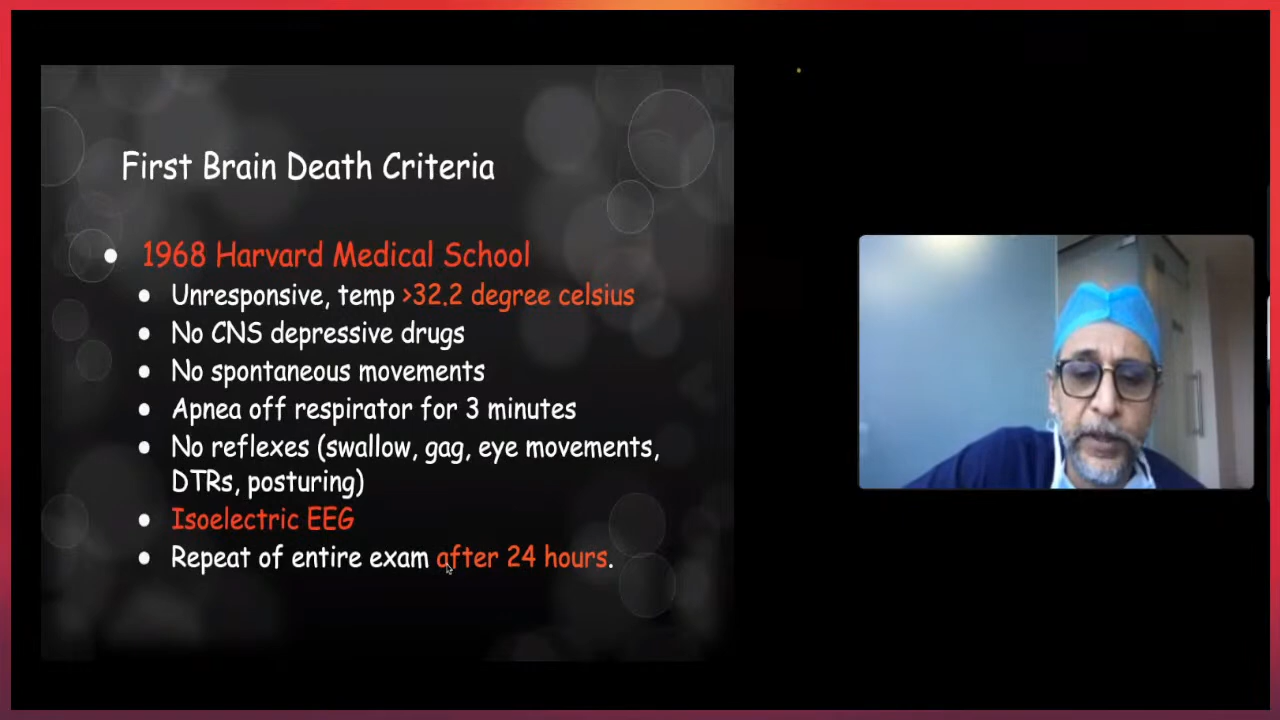 First Brain Death Criteria
1968 Harvard Medical School
Unresponsive, temp >32.2 degree celsius
No CNS depressive drugs
No spontaneous movements
Apnea off respirator for 3 minutes
No reflexes (swallow, gag, eye movements,
DTRs, posturing)
Isoelectric EEG
Repeat of entire exam after 24 hours.